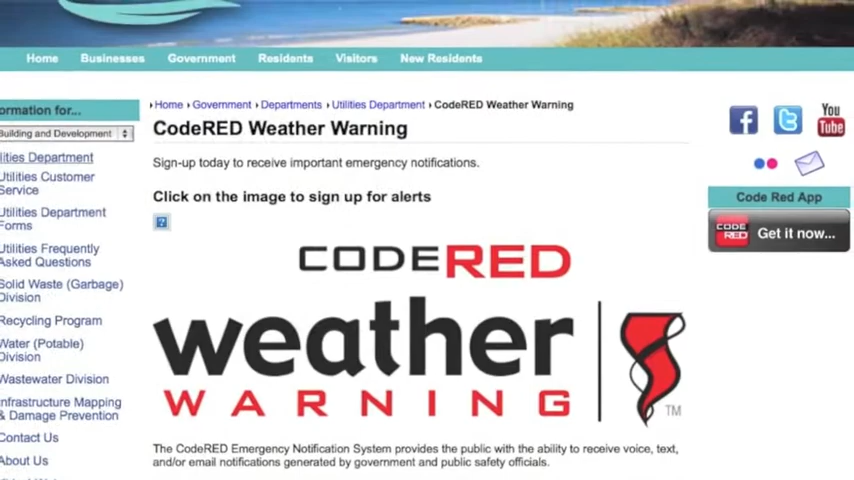 Home Businesses Government Residents Visitors New Residents
ormation for...
Building and Development
lities Department
Utilities Customer
Service
Utilities Department
Forms
Utilities Frequently
Asked Questions
Solid Waste (Garbage)
Division
Recycling Program
Water (Potable)
Division
Wastewater Division
Infrastructure Mapping
& Damage Prevention
Contact Us
About Us
Home Government Departments Utilities Department CodeRED Weather Warning
CodeRED Weather Warning
Sign-up today to receive important emergency notifications.
Click on the image to sign up for alerts
?
CODERED
weather
WARNING
TM
The CodeRED Emergency Notification System provides the public with the ability to receive voice, text,
and/or email notifications generated by government and public safety officials.
f
t
You
Tube
Code Red App
CODE
RED
Get it now...